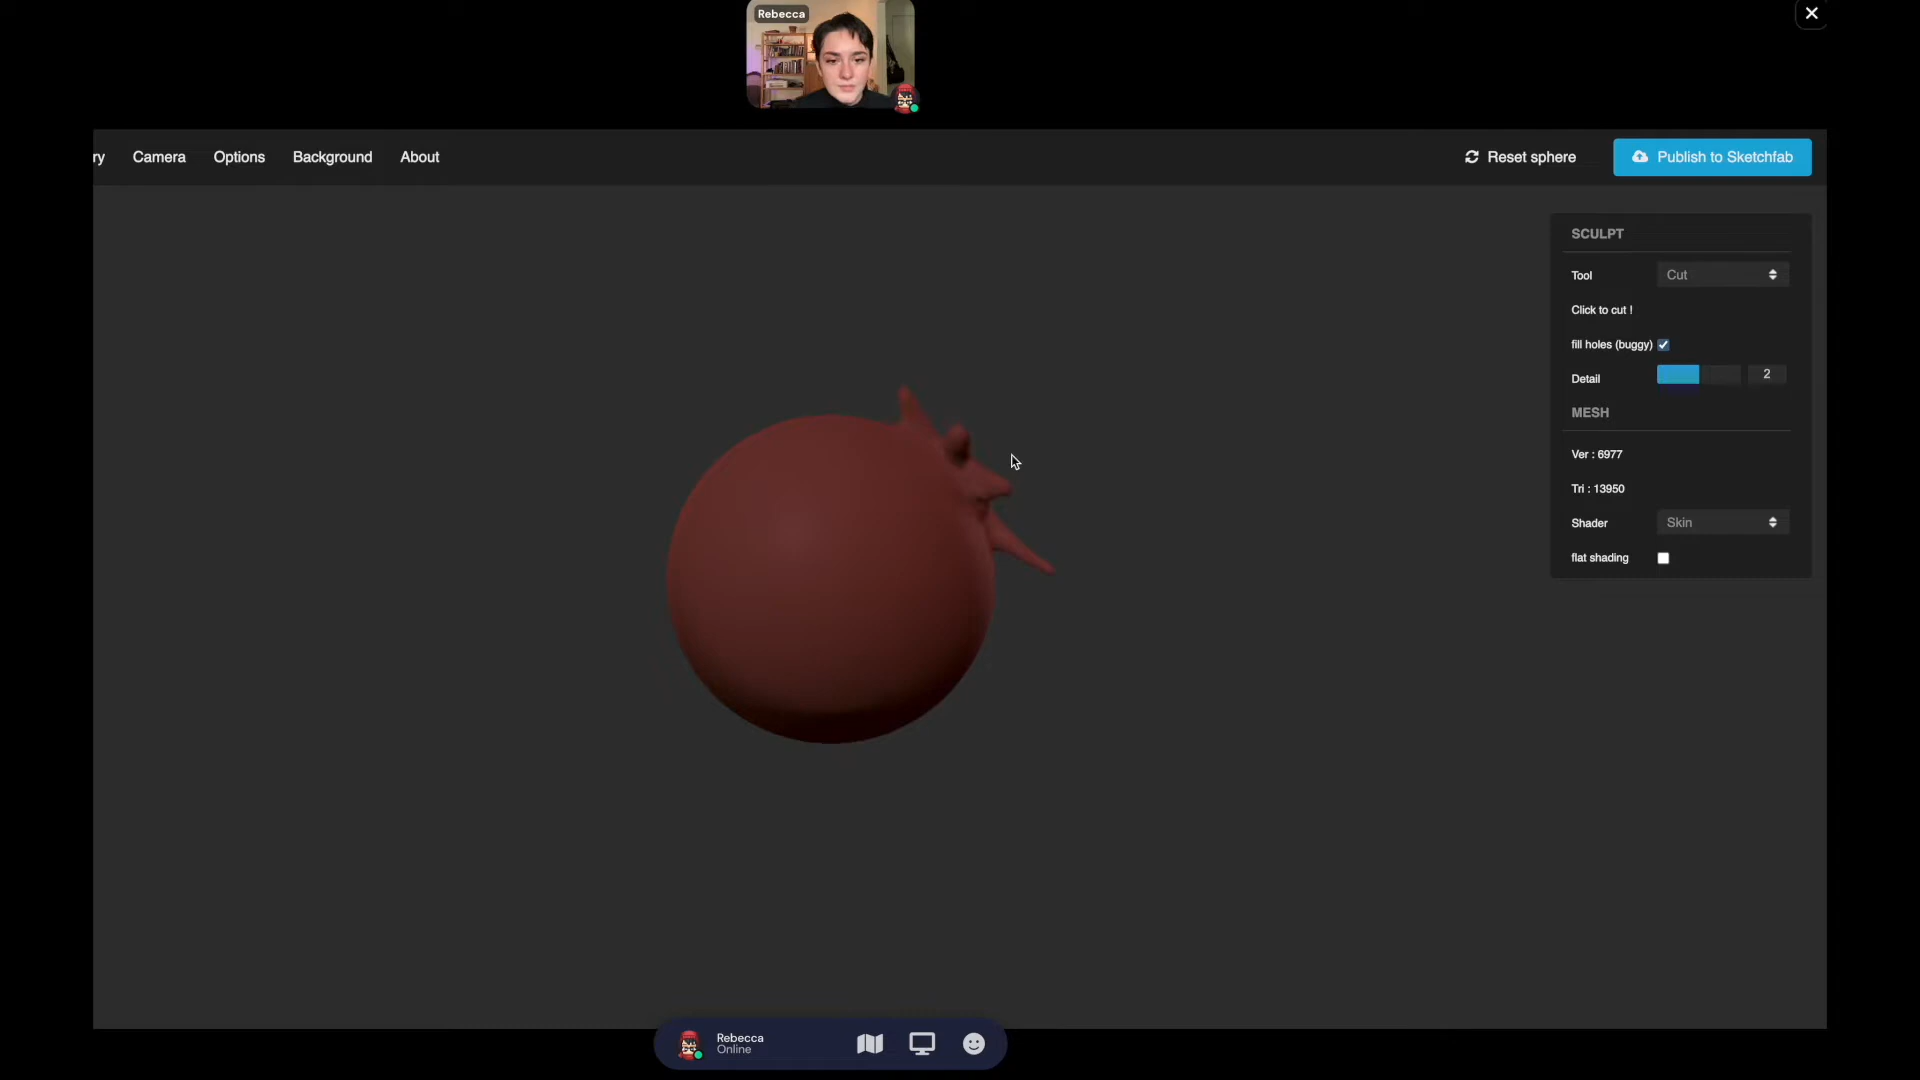 Rebecca
ry Camera Options Background About
Reset sphere
Publish to Sketchfab
SCULPT
Tool Cut
Click to cut !
fill holes (buggy)
Detail 2
MESH
Ver : 6977
Tri : 13950
Shader Skin
flat shading
Rebecca
Online